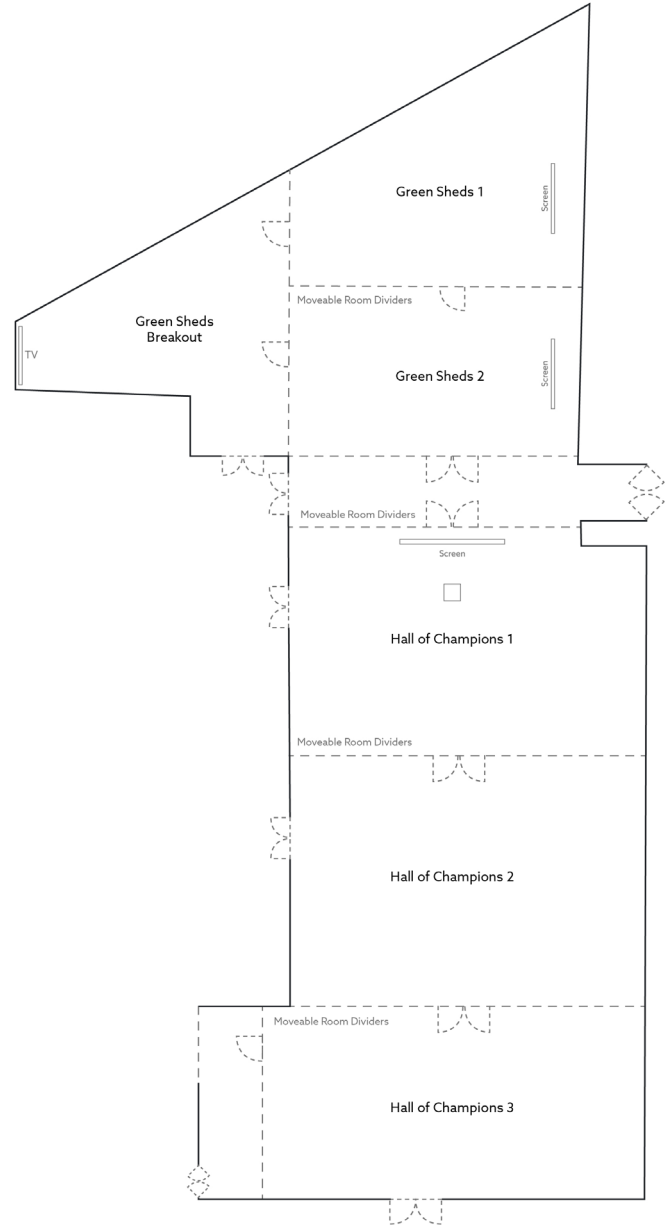 Green Sheds 1
Screen
Moveable Room Dividers
Green Sheds
Breakout
TV
Green Sheds 2
Screen
Moveable Room Dividers
Screen
Hall of Champions 1
Moveable Room Dividers
Hall of Champions 2
Moveable Room Dividers
Hall of Champions 3